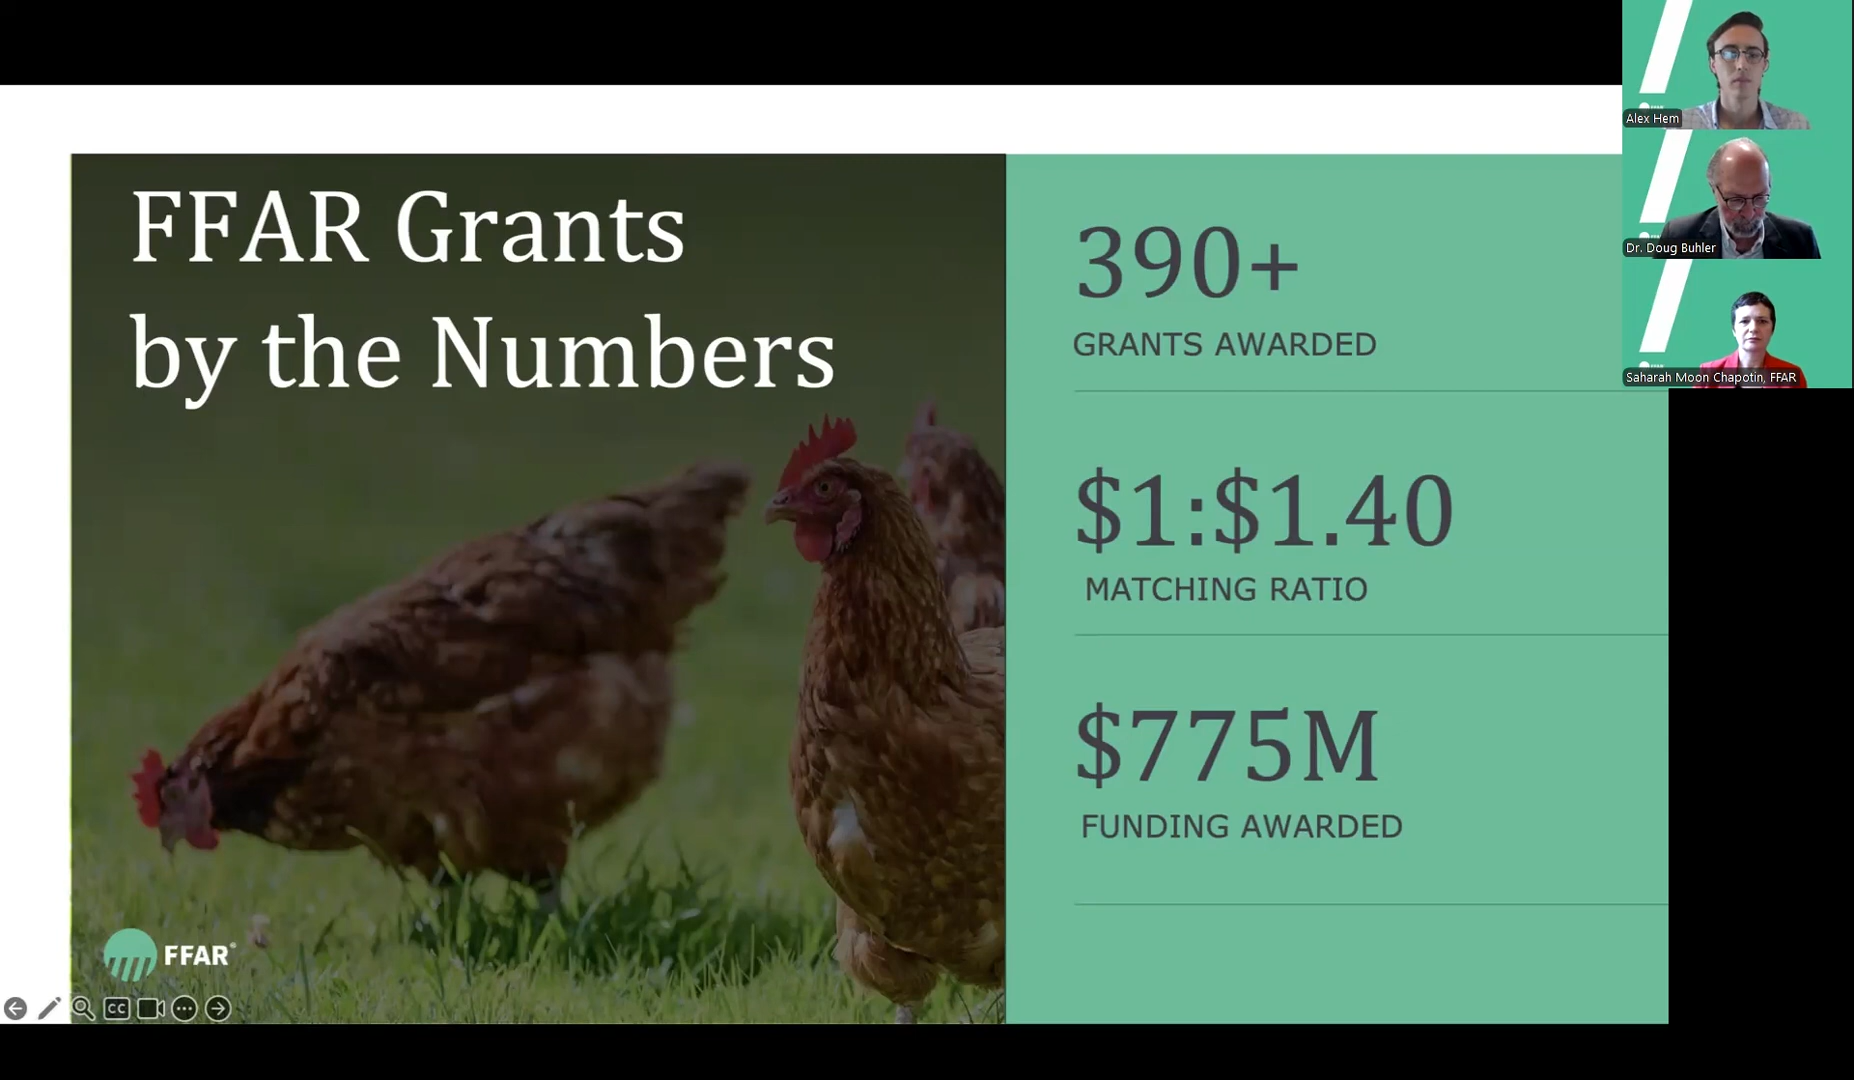 FFAR Grants
by the Numbers
390+
GRANTS AWARDED
$1:$1.40
MATCHING RATIO
$775M
FUNDING AWARDED
FFAR®
CC
Alex Hem
Dr. Doug Buhler
Saharah Moon Chapotin, FFAR